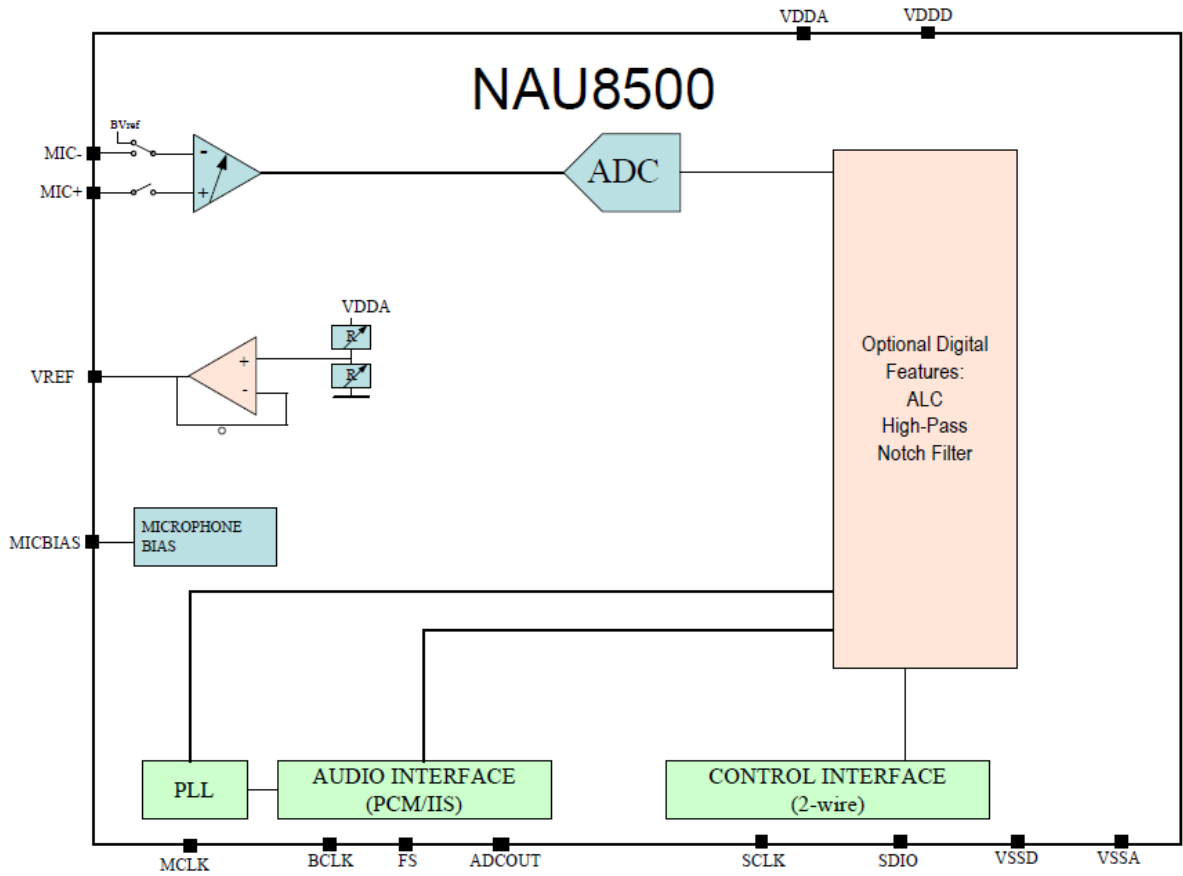 VDDA
VDDD
NAU8500
BVref
MIC-
MIC+
-
+
ADC
VDDA
R
R
+
-
VREF
Optional Digital
Features:
ALC
High-Pass
Notch Filter
MICBIAS
MICROPHONE
BIAS
PLL
AUDIO INTERFACE
(PCM/IIS)
CONTROL INTERFACE
(2-wire)
MCLK
BCLK
FS
ADCOUT
SCLK
SDIO
VSSD
VSSA